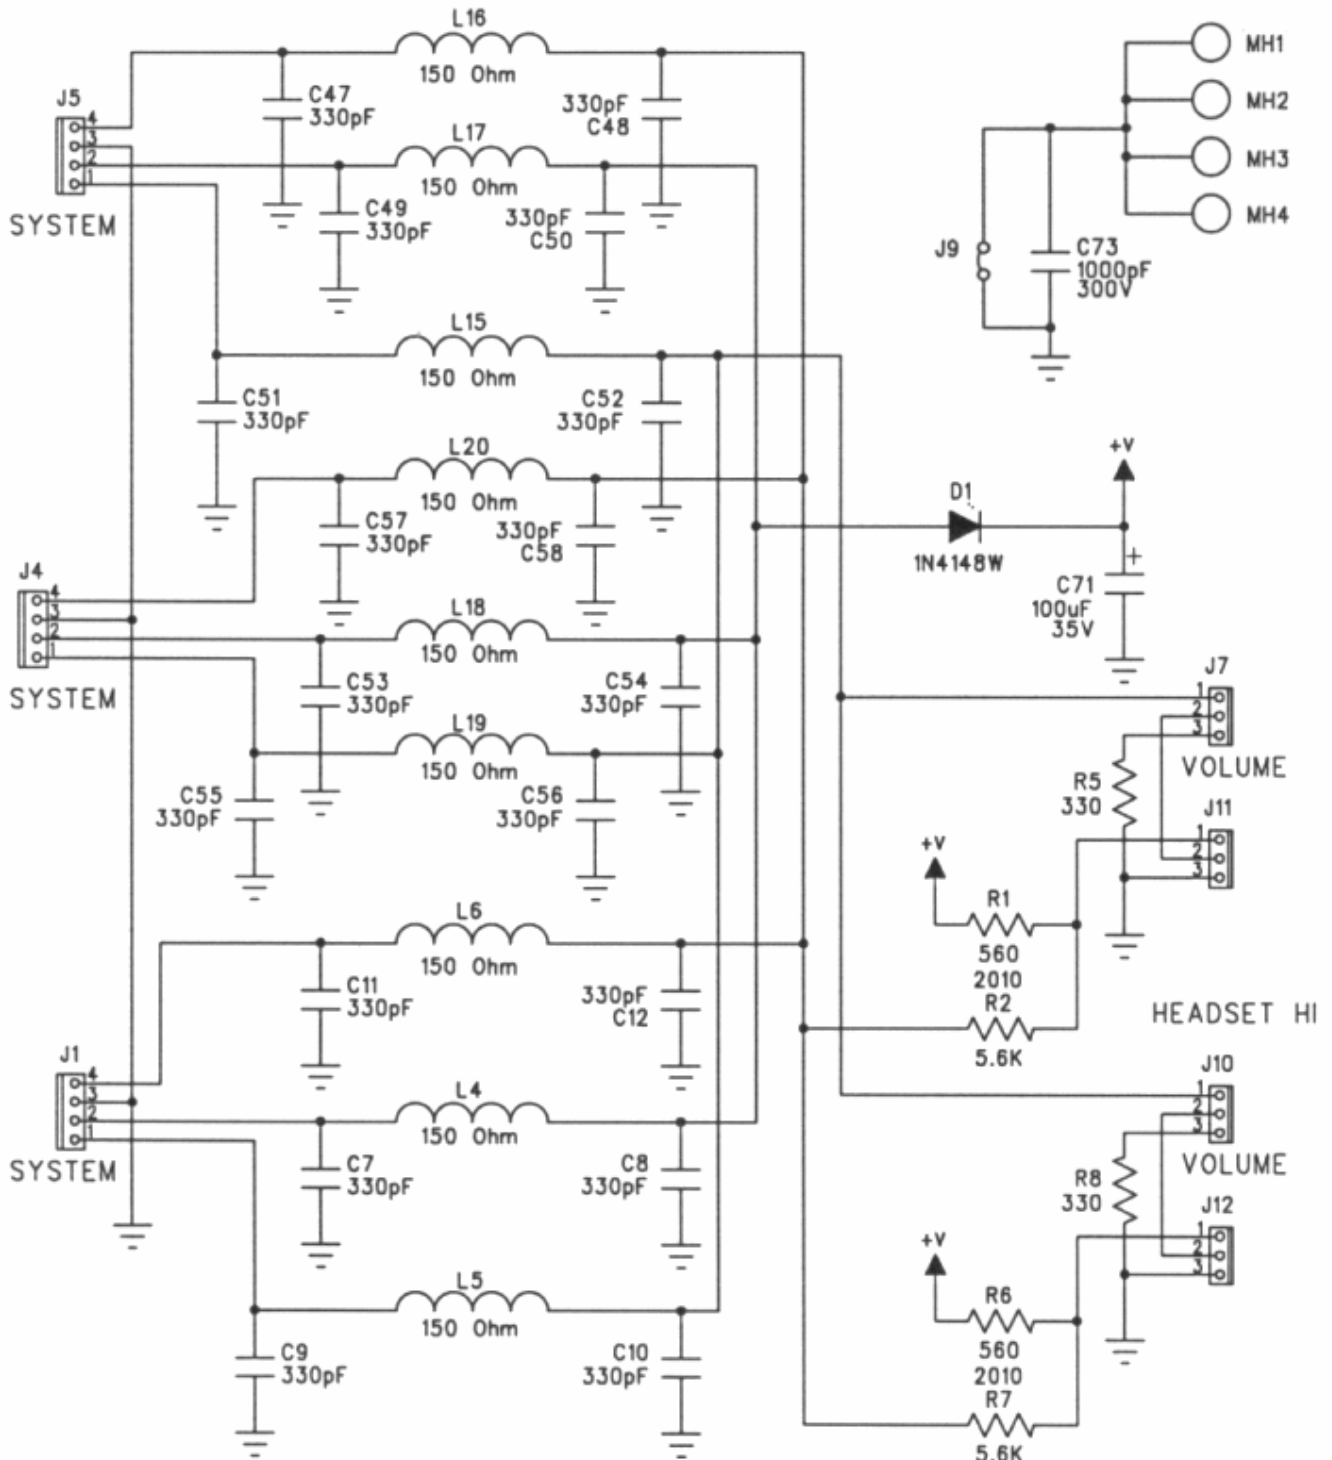 L16
150 Ohm
C47
330pF
330pF
C48
J5
4
3
2
1
SYSTEM
L17
150 Ohm
C49
330pF
330pF
C50
MH1
MH2
MH3
MH4
J9
C73
1000pF
300V
L15
150 Ohm
C51
330pF
C52
330pF
L20
150 Ohm
C57
330pF
330pF
C58
+V
D1
1N4148W
+
C71
100uF
35V
J4
4
3
2
1
SYSTEM
L18
150 Ohm
C53
330pF
C54
330pF
L19
150 Ohm
C55
330pF
C56
330pF
J7
1
2
3
VOLUME
R5
330
J11
1
2
3
+V
R1
560
2010
R2
5.6K
L6
150 Ohm
C11
330pF
330pF
C12
HEADSET HI
J1
4
3
2
1
SYSTEM
L4
150 Ohm
C7
330pF
C8
330pF
J10
1
2
3
VOLUME
R8
330
J12
1
2
3
+V
R6
560
2010
R7
5.6K
L5
150 Ohm
C9
330pF
C10
330pF